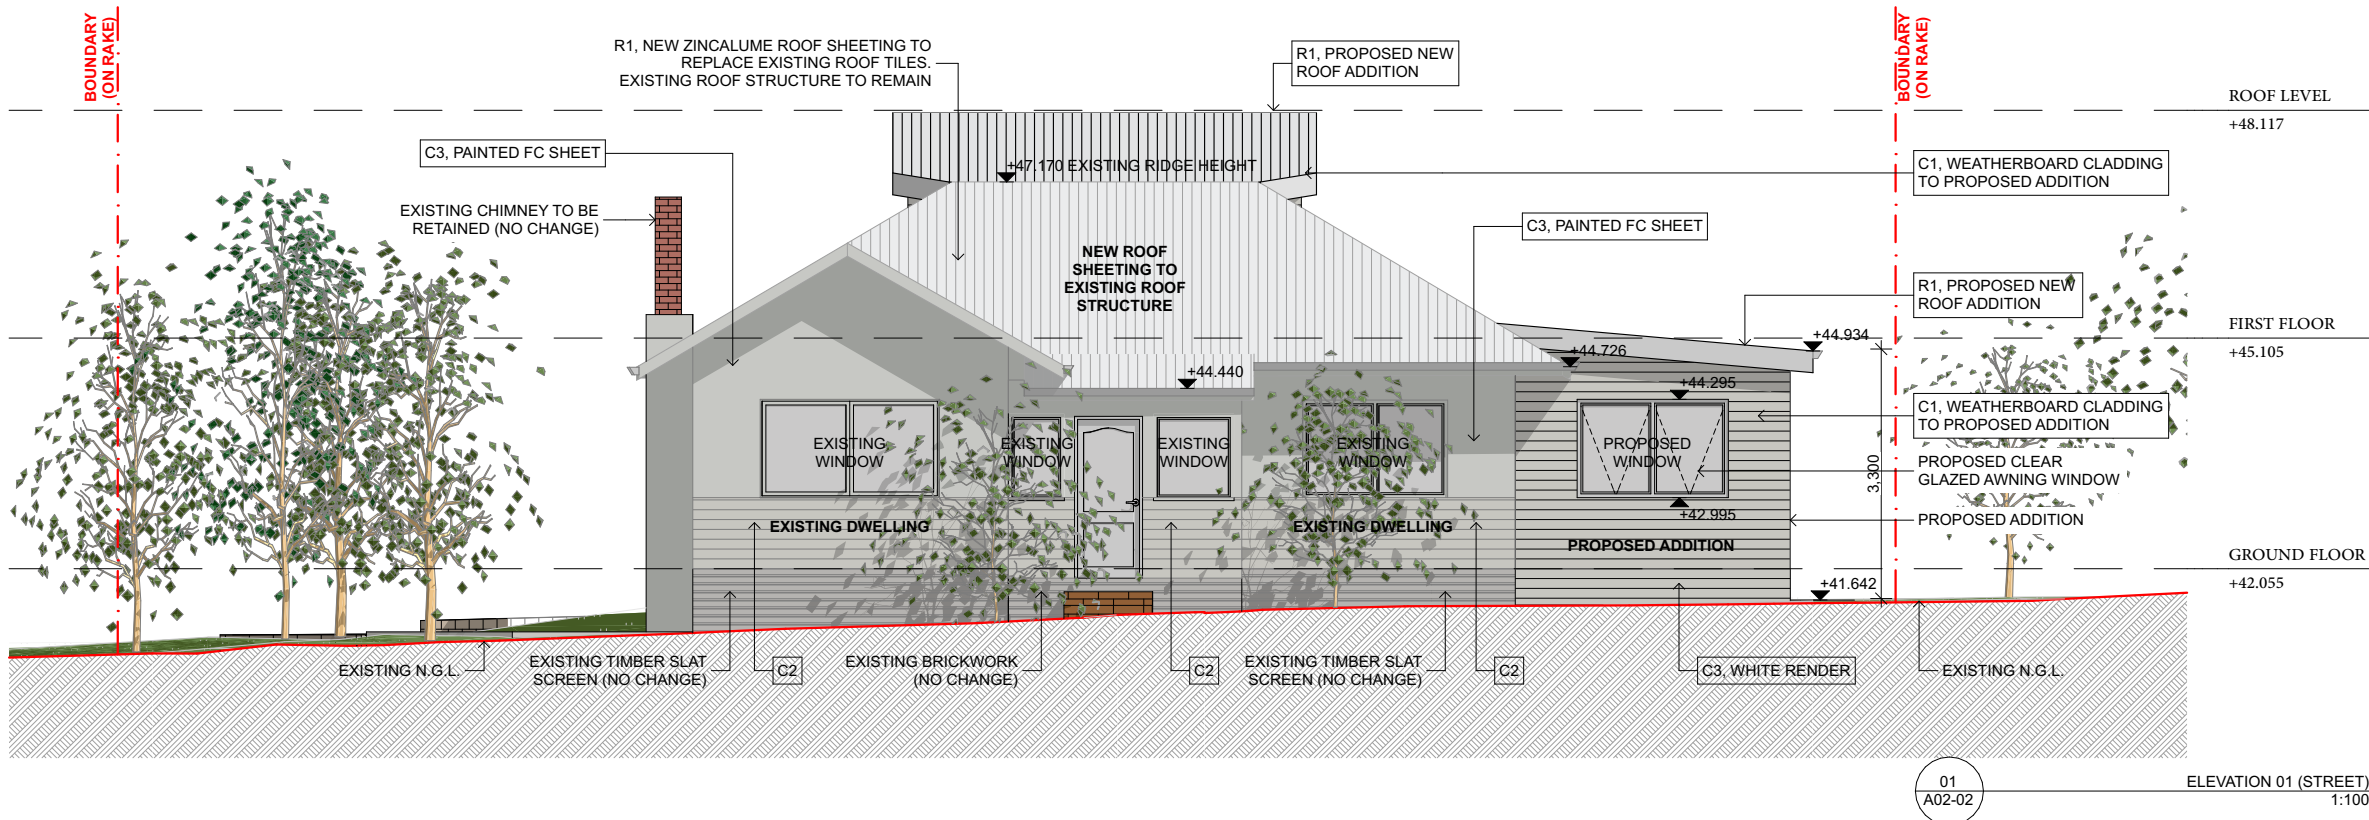 BOUNDARY
(ON RAKE)
R1, NEW ZINCALUME ROOF SHEETING TO
REPLACE EXISTING ROOF TILES.
EXISTING ROOF STRUCTURE TO REMAIN
R1, PROPOSED NEW
ROOF ADDITION
BOUNDARY
(ON RAKE)
ROOF LEVEL
+48.117
C3, PAINTED FC SHEET
+47.170 EXISTING RIDGE HEIGHT
C1, WEATHERBOARD CLADDING
TO PROPOSED ADDITION
EXISTING CHIMNEY TO BE
RETAINED (NO CHANGE)
C3, PAINTED FC SHEET
NEW ROOF
SHEETING TO
EXISTING ROOF
STRUCTURE
R1, PROPOSED NEW
ROOF ADDITION
FIRST FLOOR
+45.105
+44.934
+44.726
+44.440
+44.295
C1, WEATHERBOARD CLADDING
TO PROPOSED ADDITION
EXISTING
WINDOW
EXISTING
WINDOW
EXISTING
WINDOW
EXISTING
WINDOW
PROPOSED
WINDOW
3,300
PROPOSED CLEAR
GLAZED AWNING WINDOW
+42.995
PROPOSED ADDITION
EXISTING DWELLING
EXISTING DWELLING
PROPOSED ADDITION
GROUND FLOOR
+42.055
+41.642
EXISTING N.G.L.
EXISTING TIMBER SLAT
SCREEN (NO CHANGE)
C2
EXISTING BRICKWORK
(NO CHANGE)
C2
EXISTING TIMBER SLAT
SCREEN (NO CHANGE)
C2
C3, WHITE RENDER
EXISTING N.G.L.
01
A02-02
ELEVATION 01 (STREET)
1:100